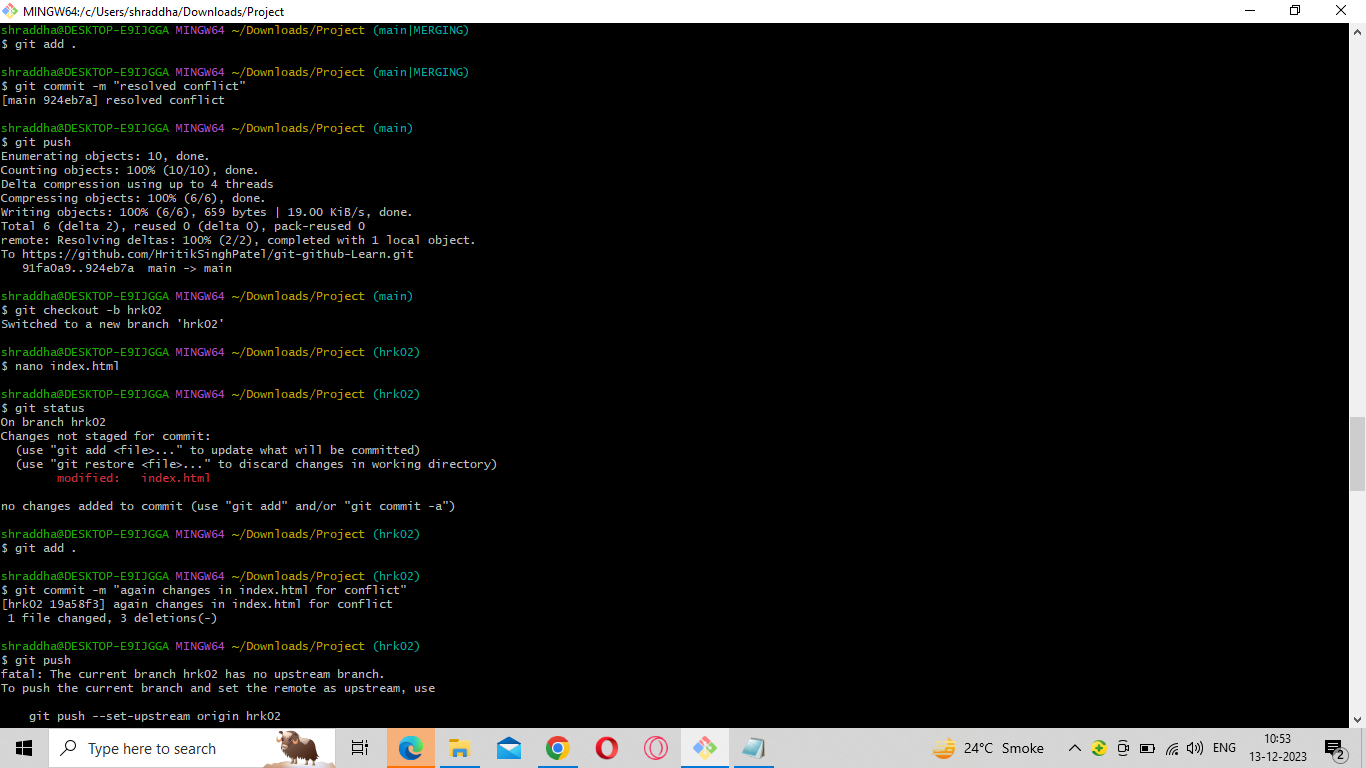 MINGW64:/c/Users/shraddha/Downloads/Project
shraddha@DESKTOP-E9IJGGA MINGW64 ~/Downloads/Project (main|MERGING)
$ git add .
shraddha@DESKTOP-E9IJGGA MINGW64 ~/Downloads/Project (main|MERGING)
$ git commit -m "resolved conflict"
[main 924eb7a] resolved conflict
shraddha@DESKTOP-E9IJGGA MINGW64 ~/Downloads/Project (main)
$ git push
Enumerating objects: 10, done.
Counting objects: 100% (10/10), done.
Delta compression using up to 4 threads
Compressing objects: 100% (6/6), done.
Writing objects: 100% (6/6), 659 bytes | 19.00 KiB/s, done.
Total 6 (delta 2), reused 0 (delta 0), pack-reused 0
remote: Resolving deltas: 100% (2/2), completed with 1 local object.
To https://github.com/HritikSinghPatel/git-github-Learn.git
   91fa0a9..924eb7a  main -> main
shraddha@DESKTOP-E9IJGGA MINGW64 ~/Downloads/Project (main)
$ git checkout -b hrk02
Switched to a new branch 'hrk02'
shraddha@DESKTOP-E9IJGGA MINGW64 ~/Downloads/Project (hrk02)
$ nano index.html
shraddha@DESKTOP-E9IJGGA MINGW64 ~/Downloads/Project (hrk02)
$ git status
On branch hrk02
Changes not staged for commit:
  (use "git add <file>..." to update what will be committed)
  (use "git restore <file>..." to discard changes in working directory)
        modified:   index.html
no changes added to commit (use "git add" and/or "git commit -a")
shraddha@DESKTOP-E9IJGGA MINGW64 ~/Downloads/Project (hrk02)
$ git add .
shraddha@DESKTOP-E9IJGGA MINGW64 ~/Downloads/Project (hrk02)
$ git commit -m "again changes in index.html for conflict"
[hrk02 19a58f3] again changes in index.html for conflict
 1 file changed, 3 deletions(-)
shraddha@DESKTOP-E9IJGGA MINGW64 ~/Downloads/Project (hrk02)
$ git push
fatal: The current branch hrk02 has no upstream branch.
To push the current branch and set the remote as upstream, use
    git push --set-upstream origin hrk02
Type here to search
24°C Smoke
ENG
10:53
13-12-2023
2